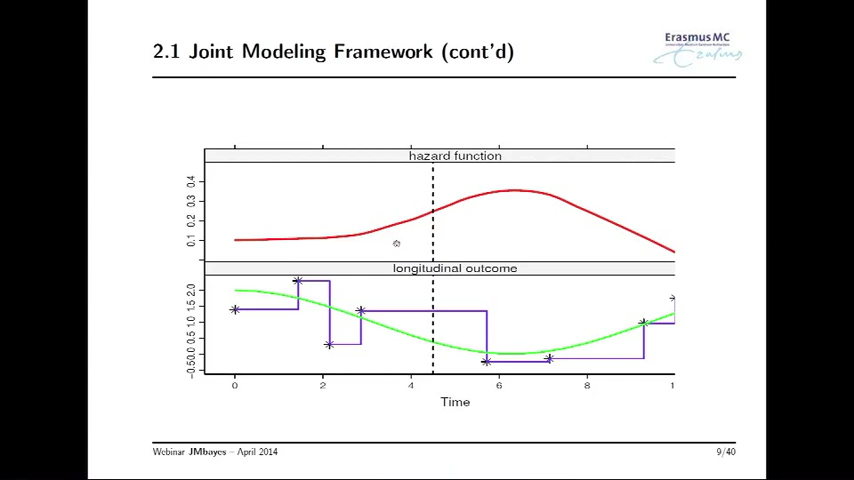 2.1 Joint Modeling Framework (cont'd)
Erasmus MC
hazard function
0.1 0.2 0.3 0.4
longitudinal outcome
−0.5 0.0 0.5 1.0 1.5 2.0
0 2 4 6 8 1
Time
Webinar JMbayes – April 2014
9/40